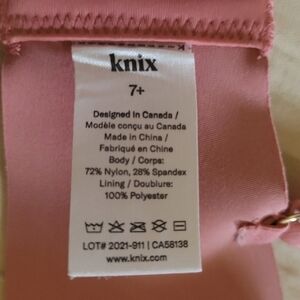 knix
7+
Designed in Canada /
Modèle conçu au Canada
Made in China /
Fabriqué en Chine
Body / Corps:
72% Nylon, 28% Spandex
Lining / Doublure:
100% Polyester
LOT# 2021-911 | CA58138
www.knix.com